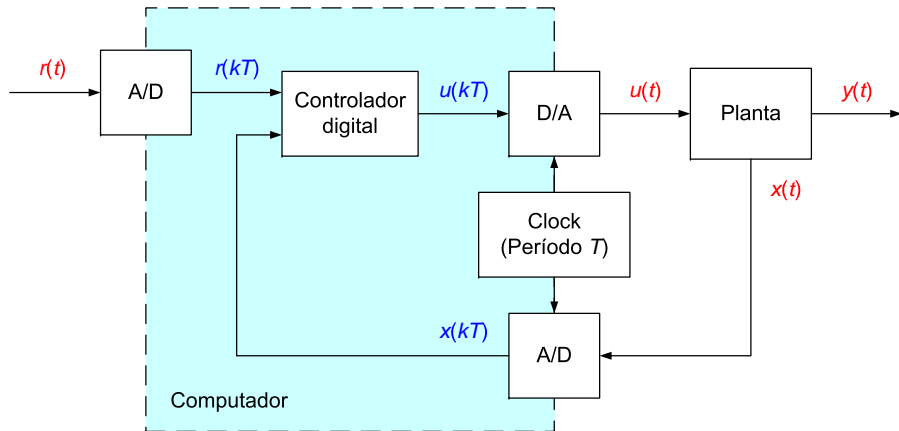 r(t)
A/D
r(kT)
Controlador
digital
u(kT)
D/A
u(t)
Planta
y(t)
x(t)
Clock
(Período T)
x(kT)
A/D
Computador